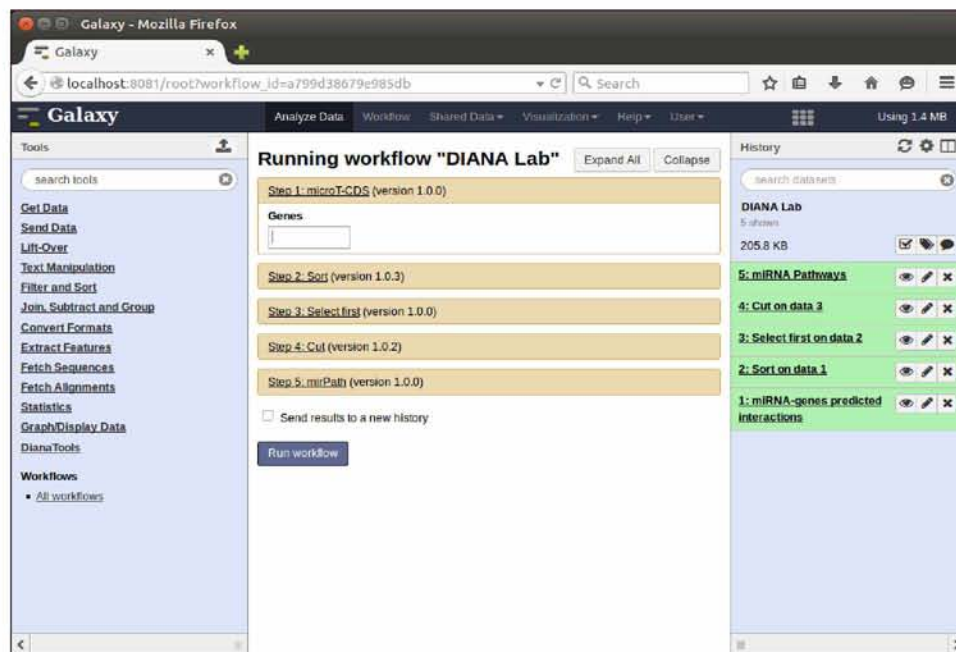 Galaxy - Mozilla Firefox
Galaxy
localhost:8081/root?workflow_id=a799d38679e985db
Search
Galaxy
Analyze Data Workflow Shared Data Visualization Help User
Using 1.4 MB
Tools
search tools
Get Data
Send Data
Lift-Over
Text Manipulation
Filter and Sort
Join, Subtract and Group
Convert Formats
Extract Features
Fetch Sequences
Fetch Alignments
Statistics
Graph/Display Data
DianaTools
Workflows
All workflows
Running workflow "DIANA Lab"
Expand All
Collapse
Step 1: microT-CDS (version 1.0.0)
Genes
Step 2: Sort (version 1.0.3)
Step 3: Select first (version 1.0.0)
Step 4: Cut (version 1.0.2)
Step 5: mirPath (version 1.0.0)
Send results to a new history
Run workflow
History
search datasets
DIANA Lab
5 shown
205.8 KB
5: miRNA Pathways
4: Cut on data 3
3: Select first on data 2
2: Sort on data 1
1: miRNA-genes predicted
interactions